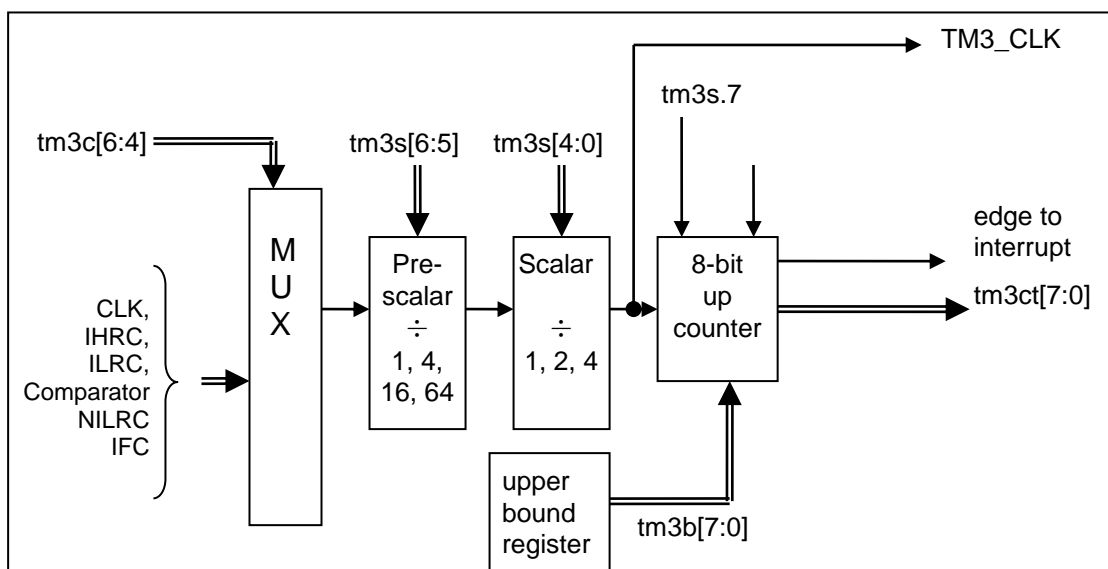 TM3_CLK
tm3s.7
tm3c[6:4]
tm3s[6:5]
tm3s[4:0]
M
U
X
Pre-
scalar
÷
1, 4,
16, 64
Scalar
÷
1, 2, 4
8-bit
up
counter
edge to
interrupt
tm3ct[7:0]
CLK,
IHRC,
ILRC,
Comparator
NILRC
IFC
upper
bound
register
tm3b[7:0]